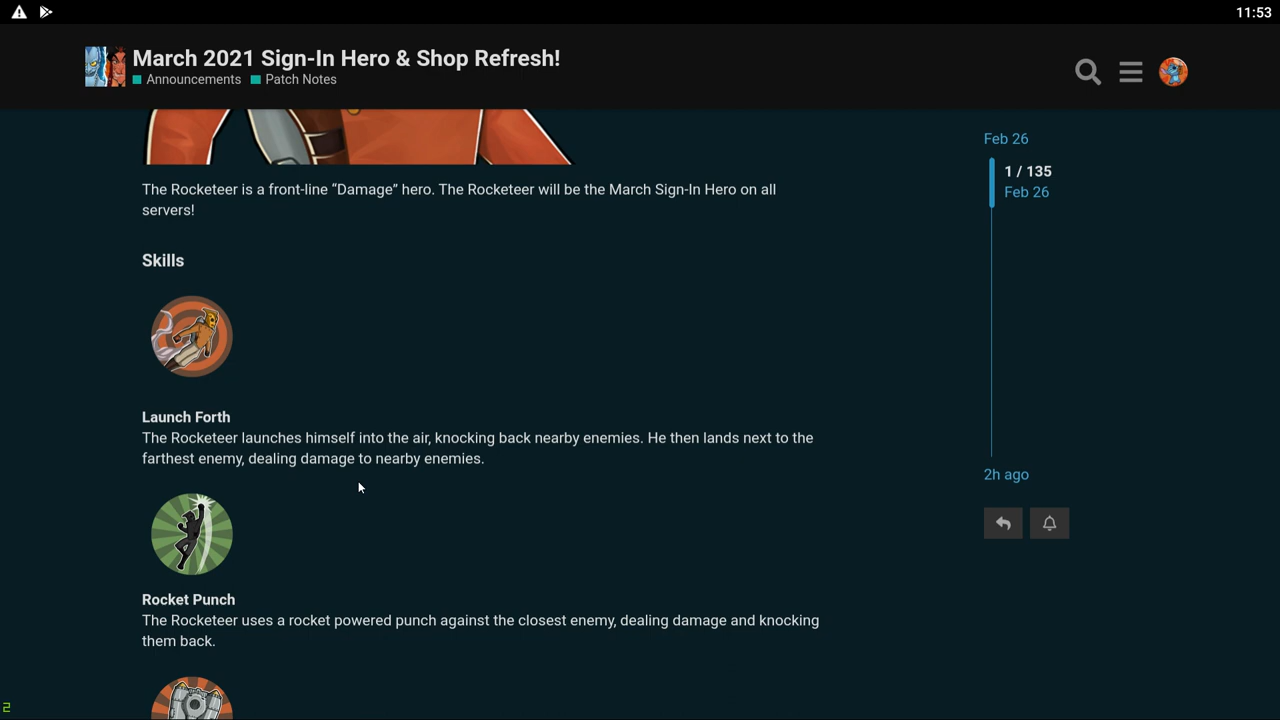 11:53
March 2021 Sign-In Hero & Shop Refresh!
Announcements Patch Notes
Feb 26
1 / 135
Feb 26
The Rocketeer is a front-line “Damage” hero. The Rocketeer will be the March Sign-In Hero on all
servers!
Skills
Launch Forth
The Rocketeer launches himself into the air, knocking back nearby enemies. He then lands next to the
farthest enemy, dealing damage to nearby enemies.
2h ago
Rocket Punch
The Rocketeer uses a rocket powered punch against the closest enemy, dealing damage and knocking
them back.
2